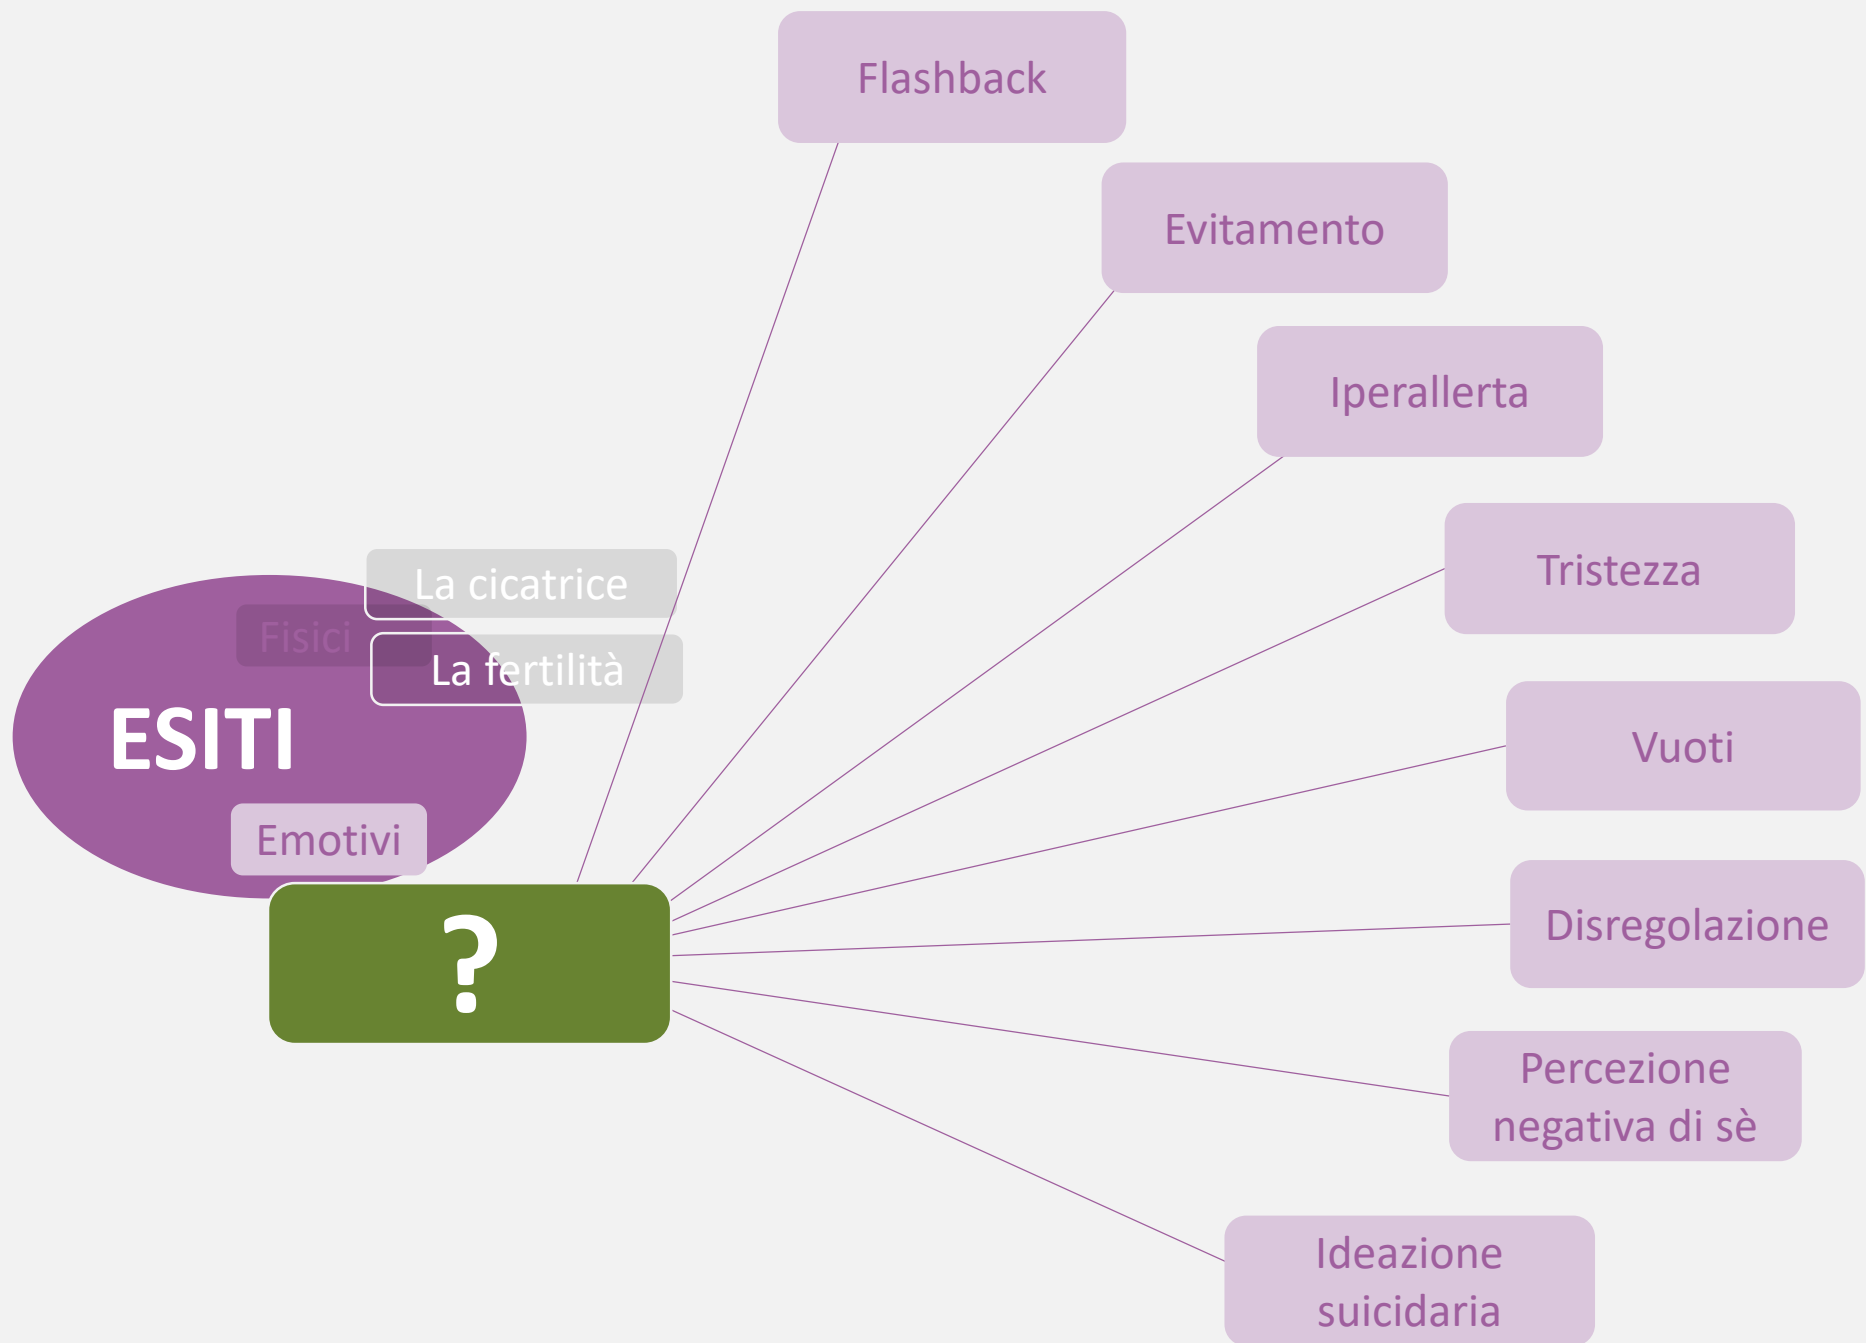 Flashback
Evitamento
Iperallerta
Tristezza
La cicatrice
Fisici
La fertilità
ESITI
Vuoti
Emotivi
?
Disregolazione
Percezione
negativa di sè
Ideazione
suicidaria